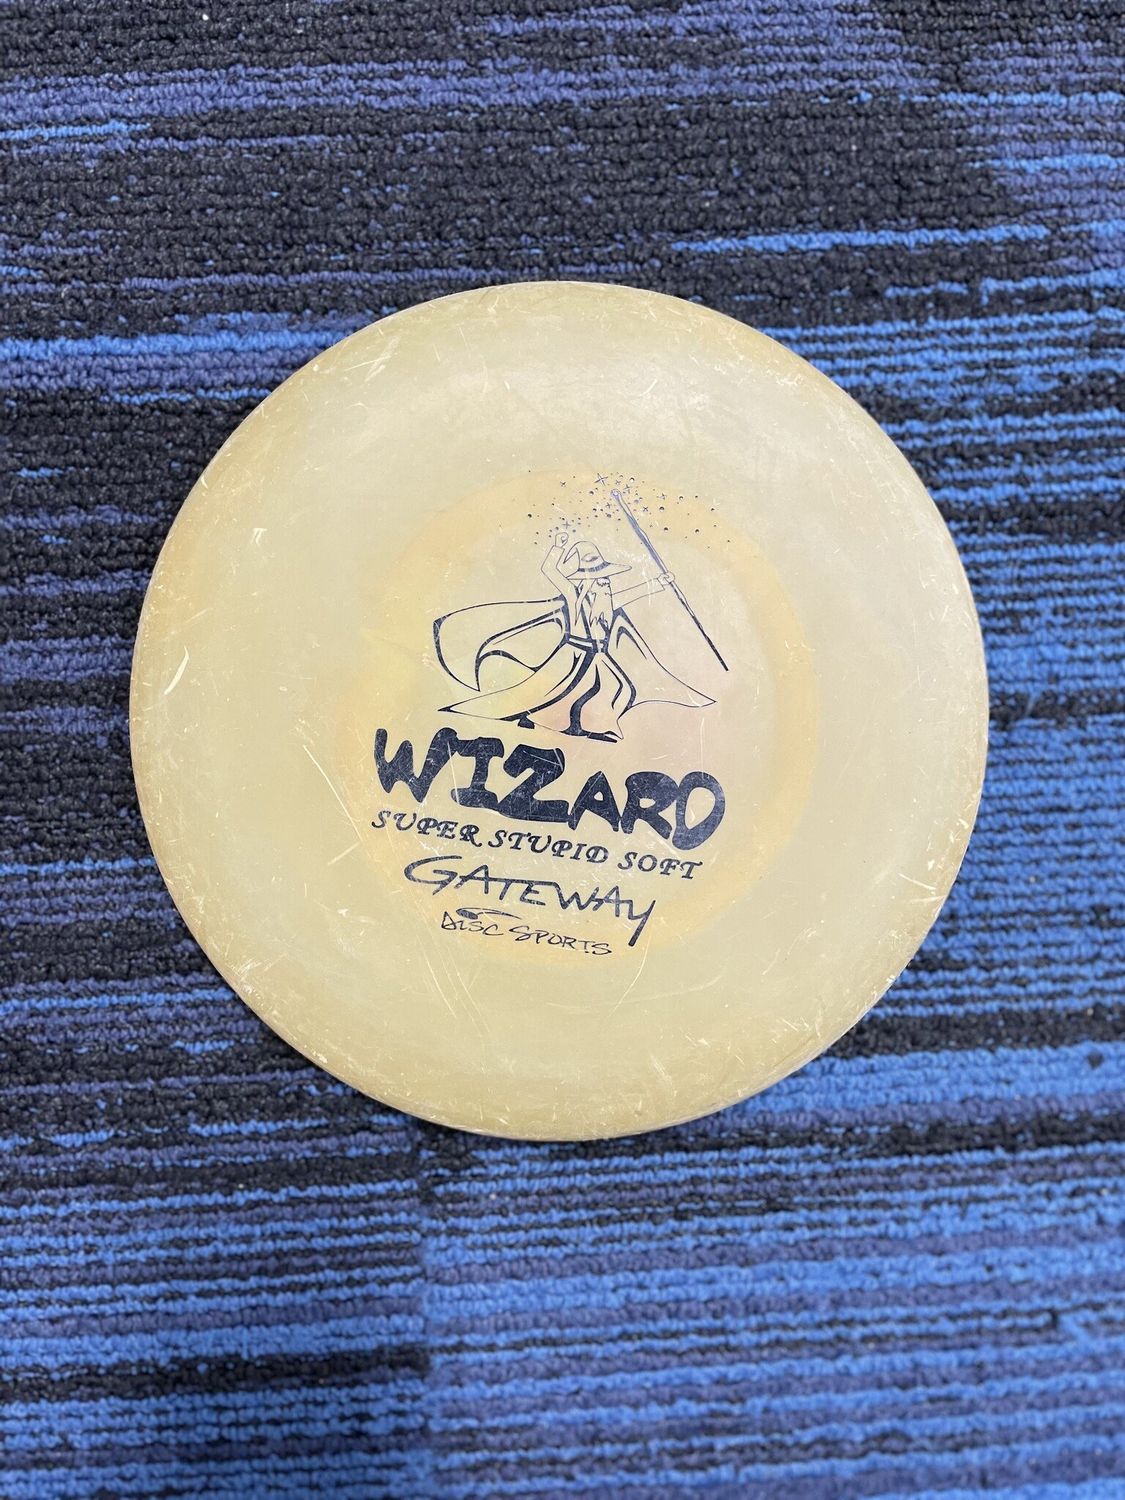 WIZARD
SUPER STUPID SOFT
GATEWAY
DISC SPORTS